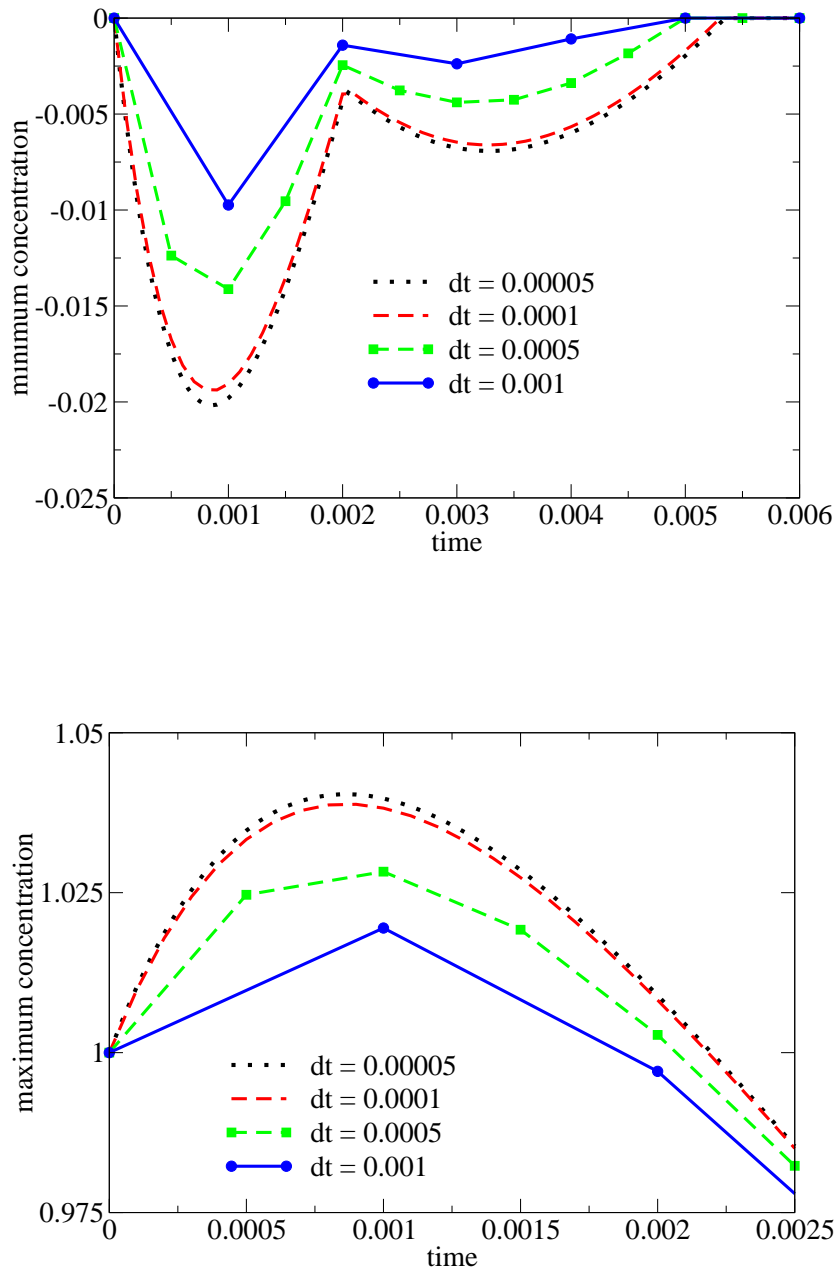 0
-0.005
-0.01
-0.015
-0.02
-0.025
minimum concentration
dt = 0.00005
dt = 0.0001
dt = 0.0005
dt = 0.001
0 0.001 0.002 0.003 0.004 0.005 0.006
time
1.05
1.025
1
0.975
maximum concentration
dt = 0.00005
dt = 0.0001
dt = 0.0005
dt = 0.001
0 0.0005 0.001 0.0015 0.002 0.0025
time